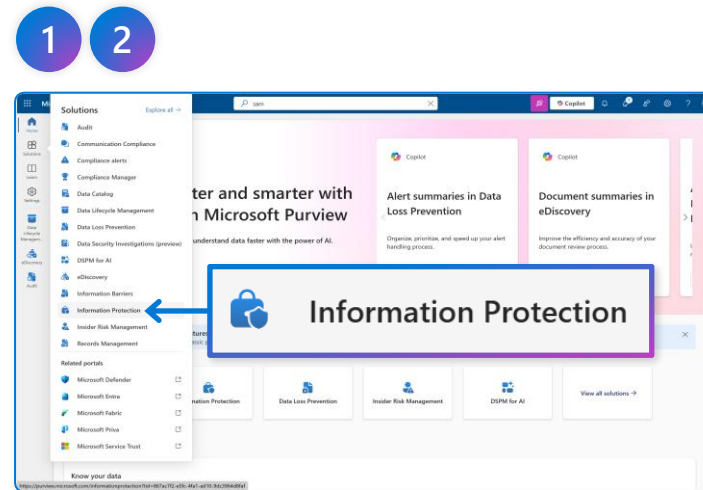 1 2
Solutions
Explore all →
sam
Copilot
Home
Solutions
Learn
Settings
Data
Lifecycle
eDiscovery
Audit
Audit
Communication Compliance
Compliance alerts
Compliance Manager
Data Catalog
Data Lifecycle Management
Data Loss Prevention
Data Security Investigations (preview)
DSPM for AI
eDiscovery
Information Barriers
Information Protection
Insider Risk Management
Records Management
Related portals
Microsoft Defender
Microsoft Entra
Microsoft Fabric
Microsoft Priva
Microsoft Service Trust
ter and smarter with
Microsoft Purview
understand data faster with the power of AI.
Copilot
Alert summaries in Data
Loss Prevention
Organize, prioritize, and speed up your alert
handling process.
Copilot
Document summaries in
eDiscovery
Improve the efficiency and accuracy of your
document review process.
Information Protection
mation Protection
Data Loss Prevention
Insider Risk Management
DSPM for AI
View all solutions →
Know your data